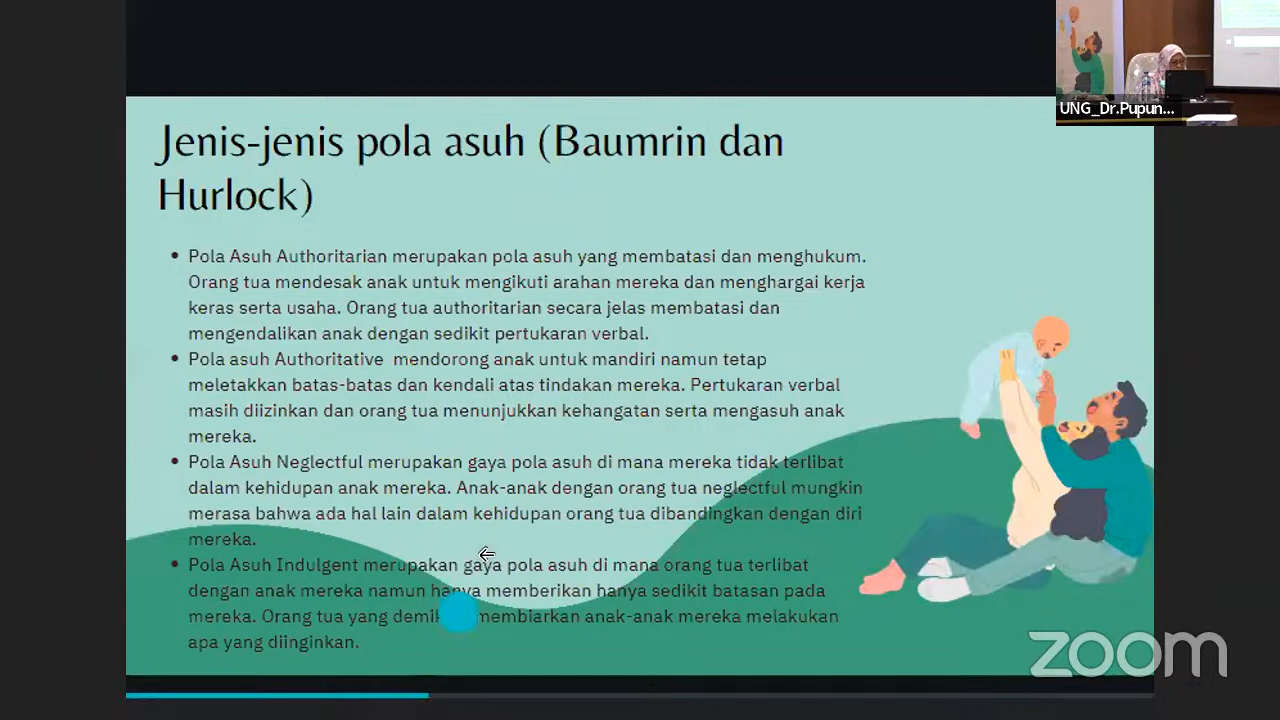 Jenis-jenis pola asuh (Baumrin dan
Hurlock)
• Pola Asuh Authoritarian merupakan pola asuh yang membatasi dan menghukum.
Orang tua mendesak anak untuk mengikuti arahan mereka dan menghargai kerja
keras serta usaha. Orang tua authoritarian secara jelas membatasi dan
mengendalikan anak dengan sedikit pertukaran verbal.
• Pola asuh Authoritative mendorong anak untuk mandiri namun tetap
meletakkan batas-batas dan kendali atas tindakan mereka. Pertukaran verbal
masih diizinkan dan orang tua menunjukkan kehangatan serta mengasuh anak
mereka.
• Pola Asuh Neglectful merupakan gaya pola asuh di mana mereka tidak terlibat
dalam kehidupan anak mereka. Anak-anak dengan orang tua neglectful mungkin
merasa bahwa ada hal lain dalam kehidupan orang tua dibandingkan dengan diri
mereka.
• Pola Asuh Indulgent merupakan gaya pola asuh di mana orang tua terlibat
dengan anak mereka namun hanya memberikan hanya sedikit batasan pada
mereka. Orang tua yang membiarkan anak-anak mereka melakukan
apa yang diinginkan.
UNG_Dr.Pupun...
zoom